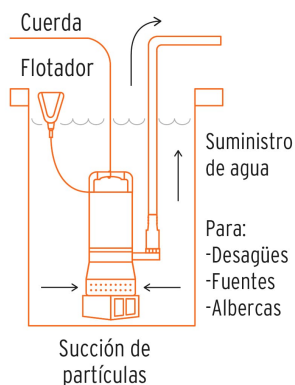 Cuerda
Flotador
Suministro
de agua
Para:
-Desagües
-Fuentes
-Albercas
Succión de
partículas